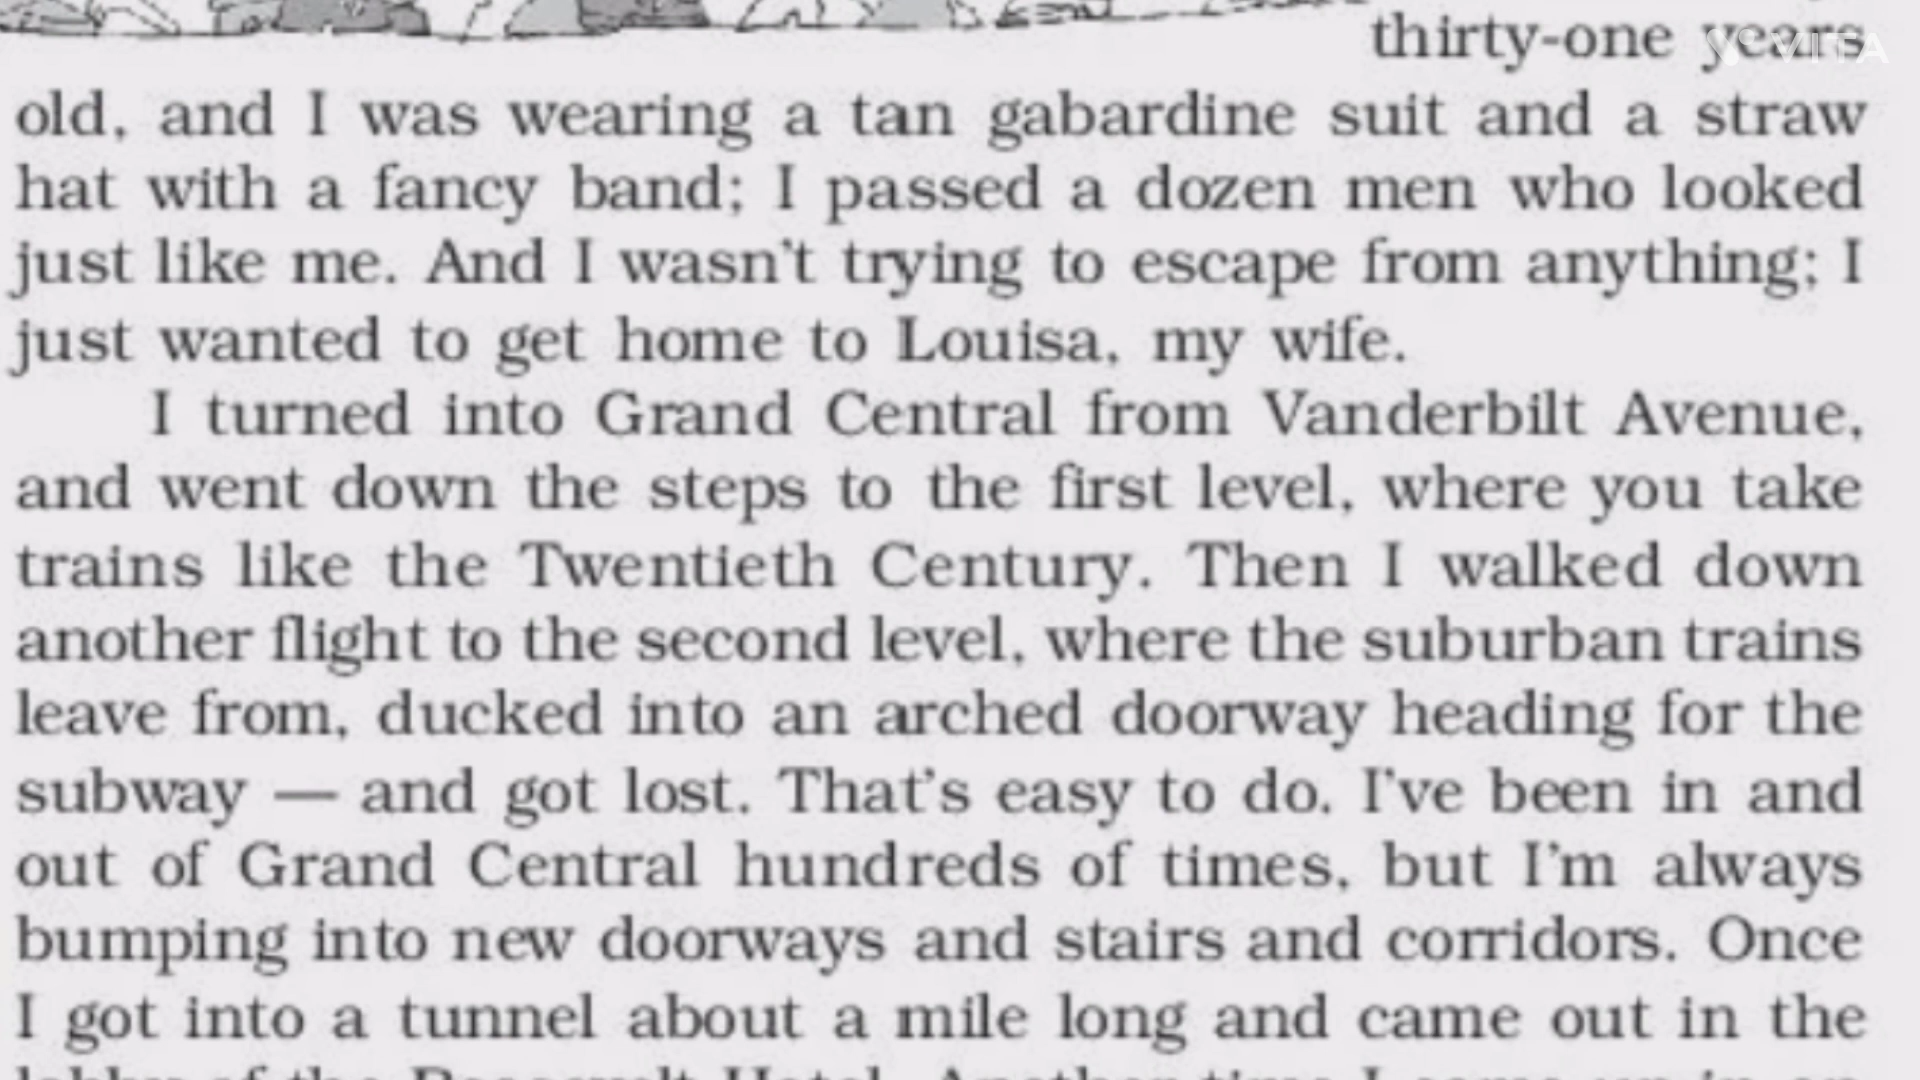 thirty-one years
VITA
old, and I was wearing a tan gabardine suit and a straw
hat with a fancy band; I passed a dozen men who looked
just like me. And I wasn't trying to escape from anything; I
just wanted to get home to Louisa, my wife.
I turned into Grand Central from Vanderbilt Avenue,
and went down the steps to the first level, where you take
trains like the Twentieth Century. Then I walked down
another flight to the second level, where the suburban trains
leave from, ducked into an arched doorway heading for the
subway — and got lost. That's easy to do. I've been in and
out of Grand Central hundreds of times, but I'm always
bumping into new doorways and stairs and corridors. Once
I got into a tunnel about a mile long and came out in the